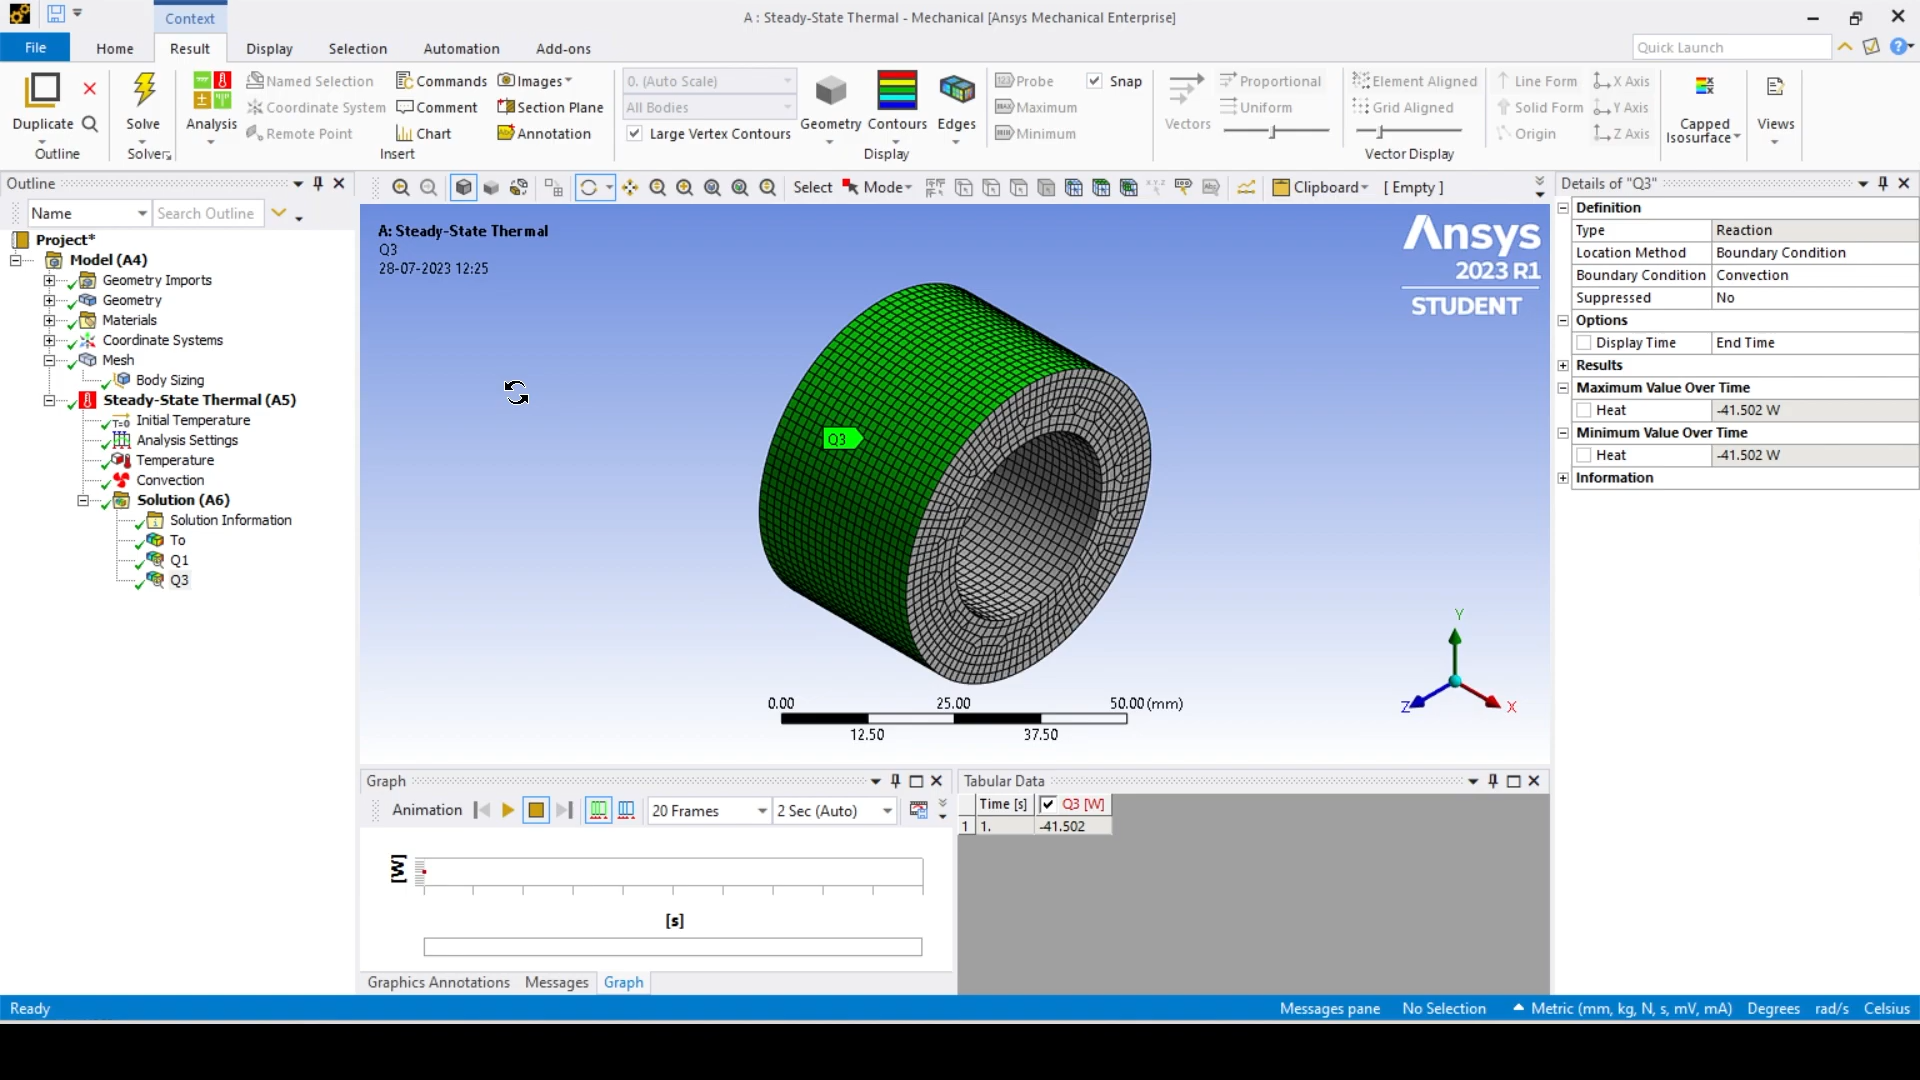 Context
A : Steady-State Thermal - Mechanical [Ansys Mechanical Enterprise]
File Home Result Display Selection Automation Add-ons
Quick Launch
Duplicate
Outline
Solve
Solver
Analysis
Named Selection
Coordinate System
Remote Point
Commands
Comment
Chart
Images
Section Plane
Annotation
Insert
0. (Auto Scale)
All Bodies
Large Vertex Contours
Geometry Contours Edges
Display
Probe
Maximum
Minimum
Snap
Vectors
Proportional
Uniform
Element Aligned
Grid Aligned
Vector Display
Line Form
Solid Form
Origin
X Axis
Y Axis
Z Axis
Capped
Isosurface
Views
Outline
Name Search Outline
Project*
Model (A4)
Geometry Imports
Geometry
Materials
Coordinate Systems
Mesh
Body Sizing
Steady-State Thermal (A5)
T=0 Initial Temperature
Analysis Settings
Temperature
Convection
Solution (A6)
Solution Information
To
Q1
Q3
Select Mode Clipboard [ Empty ]
A: Steady-State Thermal
Q3
28-07-2023 12:25
Ansys
2023 R1
STUDENT
Q3
0.00 25.00 50.00 (mm)
12.50 37.50
Y
Z X
Details of "Q3"
Definition
Type Reaction
Location Method Boundary Condition
Boundary Condition Convection
Suppressed No
Options
Display Time End Time
Results
Maximum Value Over Time
Heat -41.502 W
Minimum Value Over Time
Heat -41.502 W
Information
Graph
Animation 20 Frames 2 Sec (Auto)
[W]
[s]
Graphics Annotations Messages Graph
Tabular Data
Time [s] Q3 [W]
1 1. -41.502
Ready Messages pane No Selection Metric (mm, kg, N, s, mV, mA) Degrees rad/s Celsius